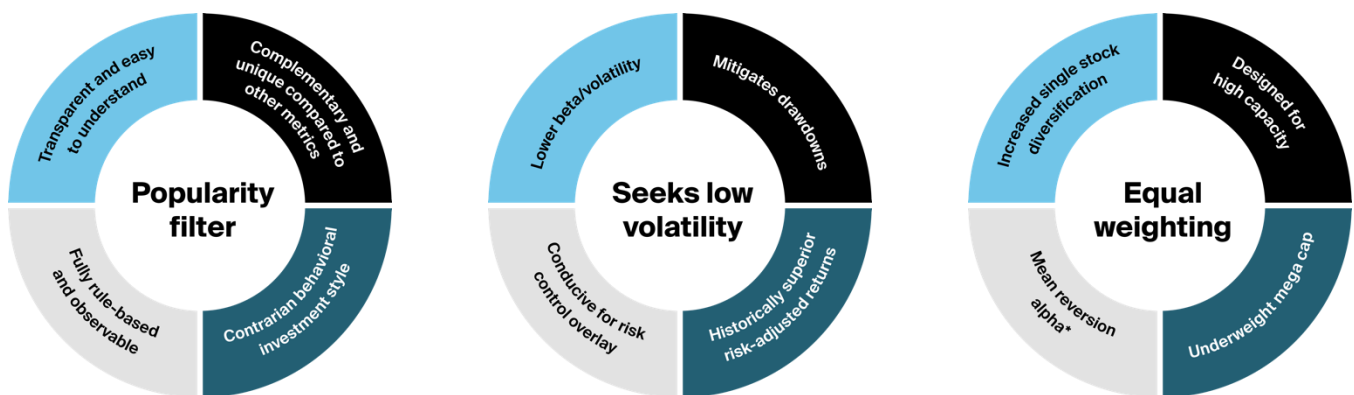 Transparent and easy
to understand
Complementary and
unique compared to
other metrics
Popularity
filter
Fully rule-based
and observable
Contrarian behavioral
investment style
Lower beta/volatility
Mitigates drawdowns
Seeks low
volatility
Conducive for risk
control overlay
Historically superior
risk-adjusted returns
Increased single stock
diversification
Designed for
high capacity
Equal
weighting
Mean reversion
alpha*
Underweight mega cap